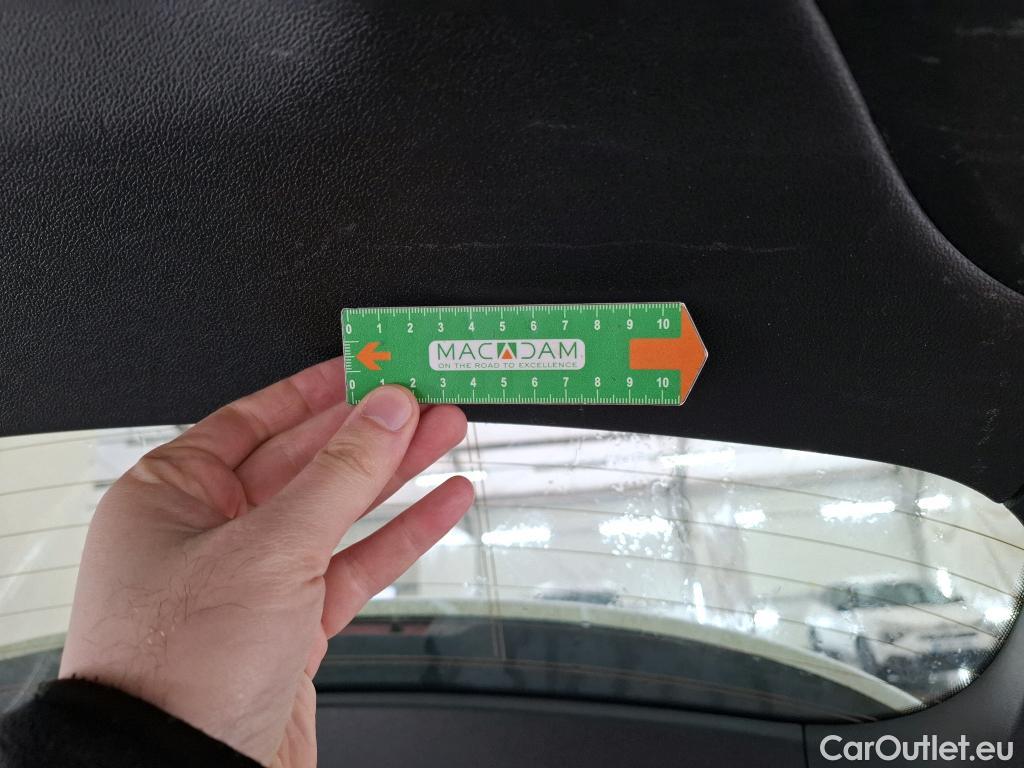 0 1 2 3 4 5 6 7 8 9 10
MACADAM
ON THE ROAD TO EXCELLENCE
0 1 2 3 4 5 6 7 8 9 10
CarOutlet.eu